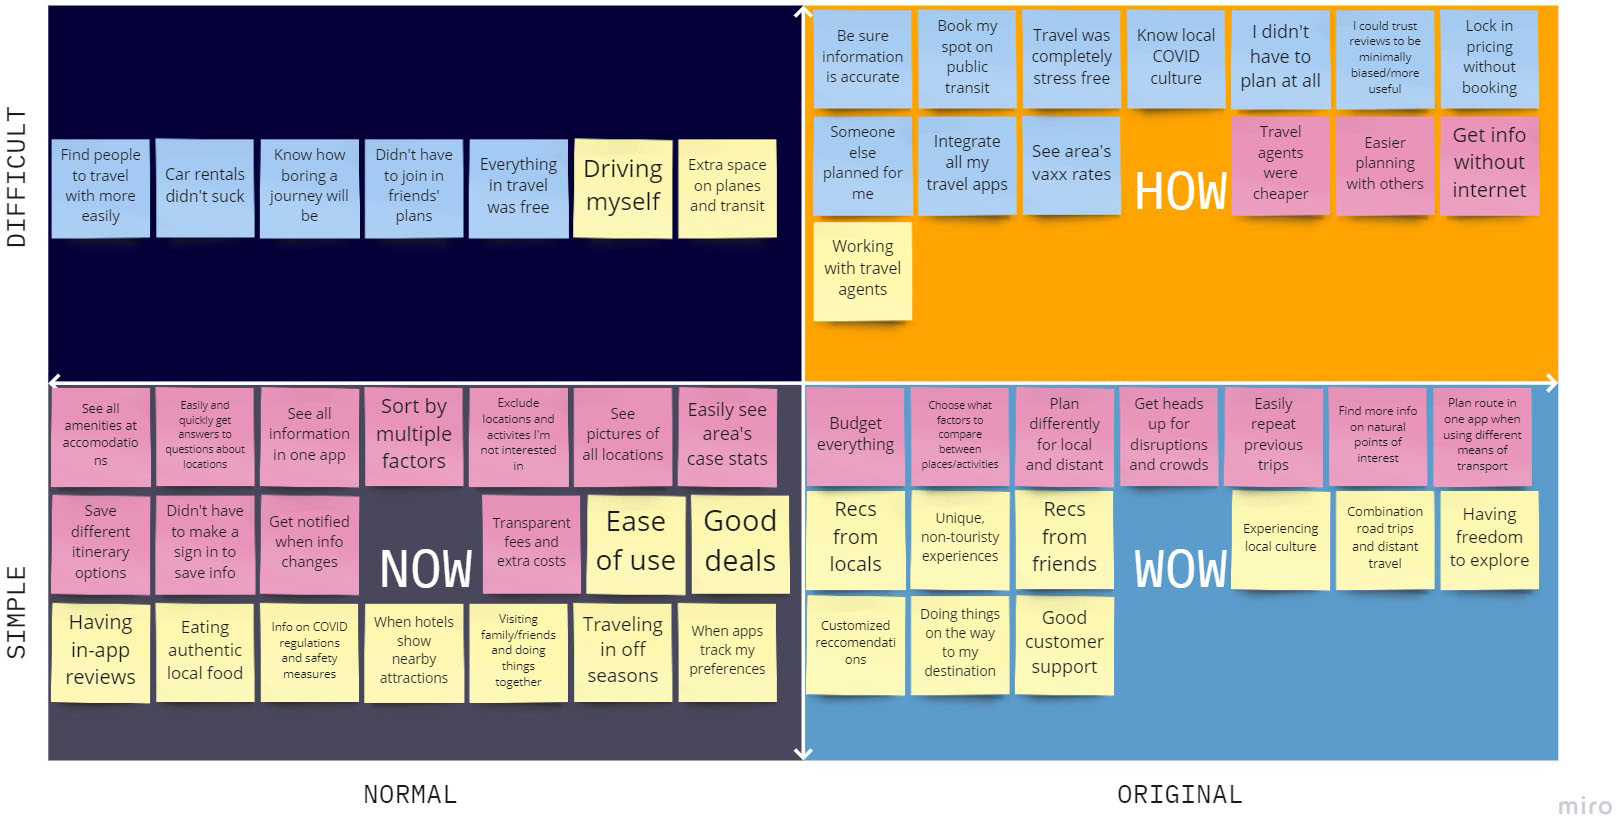 DIFFICULT
Find people
to travel
with more
easily
Car rentals
didn't suck
Know how
boring a
journey will
be
Didn't have
to join in
friends'
plans
Everything
in travel
was free
Driving
myself
Extra space
on planes
and transit
Be sure
information
is accurate
Book my
spot on
public
transit
Travel was
completely
stress free
Know local
COVID
culture
I didn't
have to
plan at all
I could trust
reviews to be
minimally
biased/more
useful
Lock in
pricing
without
booking
Someone
else
planned for
me
Integrate
all my
travel apps
See area's
vaxx rates
HOW
Travel
agents
were
cheaper
Easier
planning
with others
Get info
without
internet
Working
with travel
agents
SIMPLE
See all
amenities at
accomodatio
ns
Easily and
quickly get
answers to
questions about
locations
See all
information
in one app
Sort by
multiple
factors
Exclude
locations and
activites I'm
not interested
in
See
pictures of
all locations
Easily see
area's
case stats
Save
different
itinerary
options
Didn't have
to make a
sign in to
save info
Get notified
when info
changes
NOW
Transparent
fees and
extra costs
Ease
of use
Good
deals
Having
in-app
reviews
Eating
authentic
local food
Info on COVID
regulations
and safety
measures
When hotels
show
nearby
attractions
Visiting
family/friends
and doing
things
together
Traveling
in off
seasons
When apps
track my
preferences
Budget
everything
Choose what
factors to
compare
between
places/activities
Plan
differently
for local
and distant
Get heads
up for
disruptions
and crowds
Easily
repeat
previous
trips
Find more info
on natural
points of
interest
Plan route in
one app when
using different
means of
transport
Recs
from
locals
Unique,
non-touristy
experiences
Recs
from
friends
WOW
Experiencing
local culture
Combination
road trips
and distant
travel
Having
freedom
to explore
Customized
reccomendati
ons
Doing things
on the way
to my
destination
Good
customer
support
NORMAL
ORIGINAL
miro